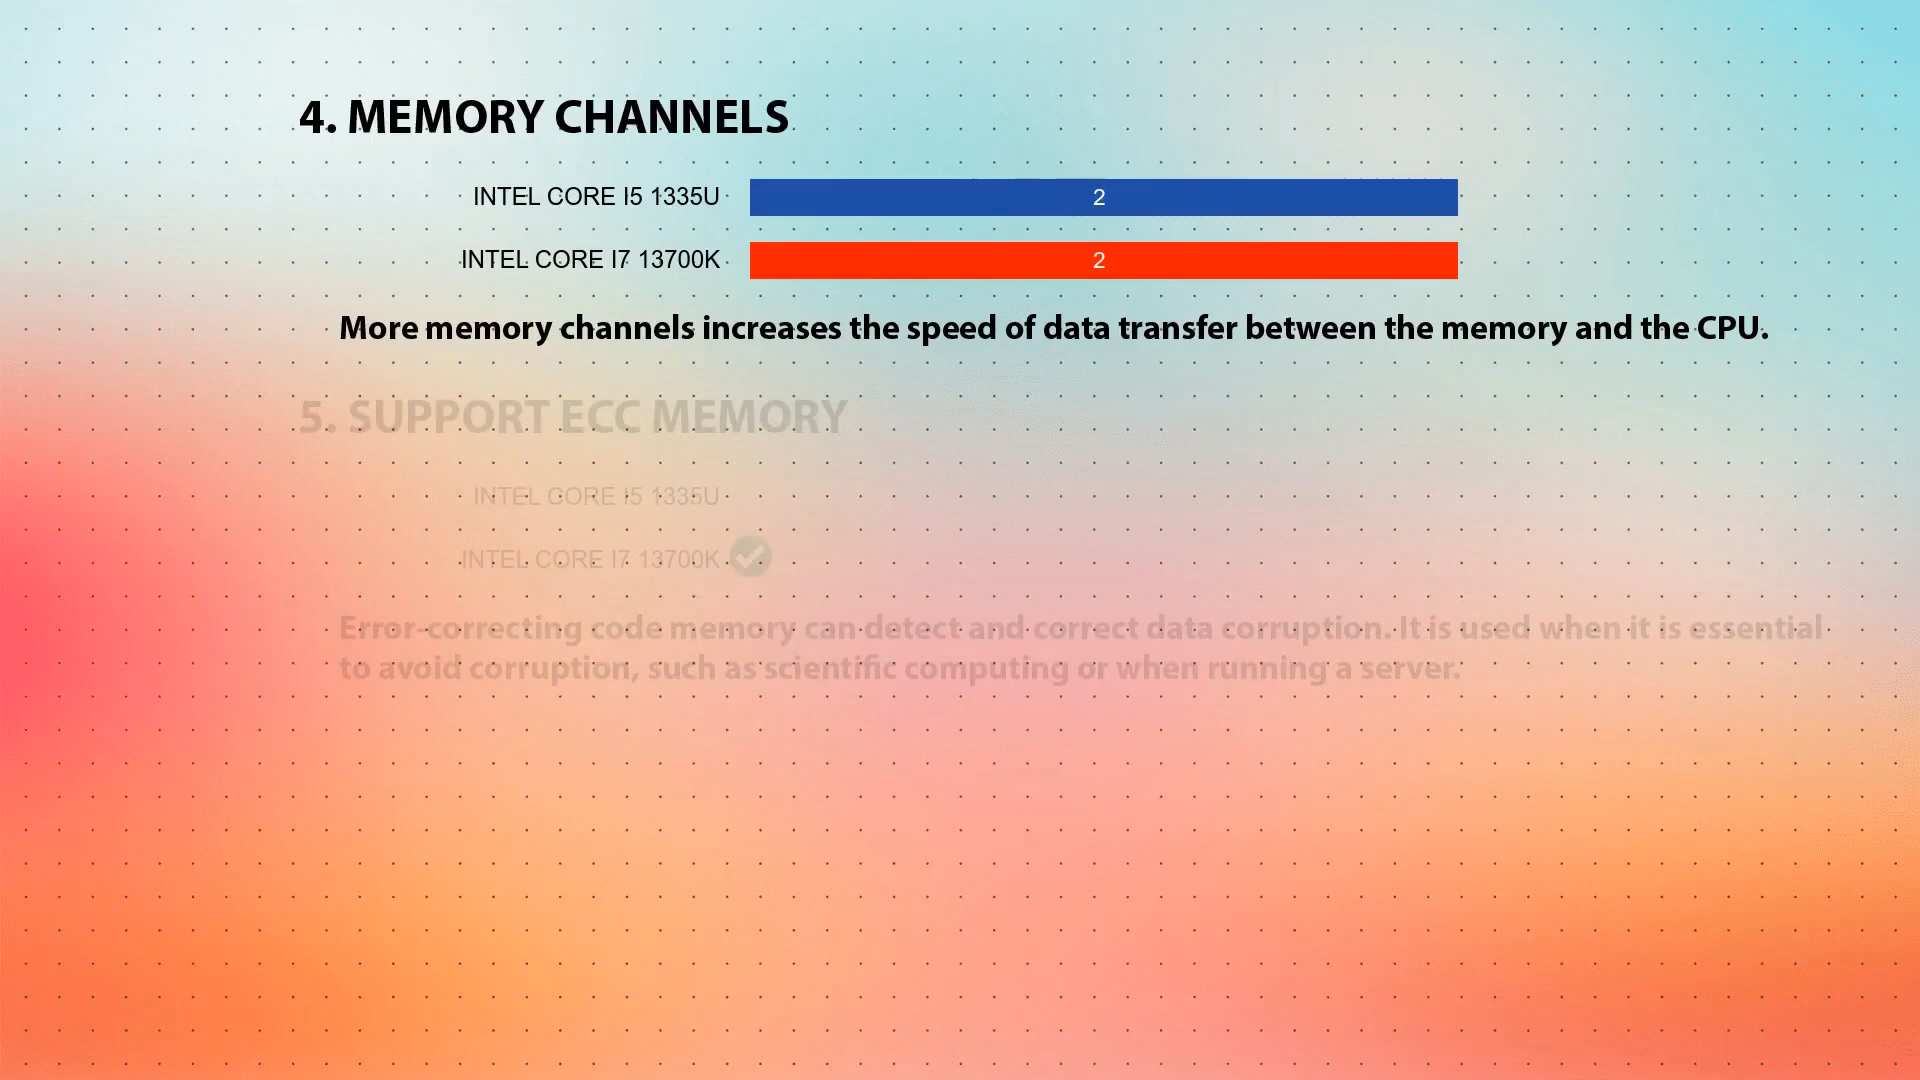 4. MEMORY CHANNELS
INTEL CORE I5 1335U
2
INTEL CORE I7 13700K
2
More memory channels increases the speed of data transfer between the memory and the CPU.
5. SUPPORT ECC MEMORY
INTEL CORE I5 1335U
INTEL CORE I7 13700K
Error-correcting code memory can detect and correct data corruption. It is used when it is essential
to avoid corruption, such as scientific computing or when running a server.